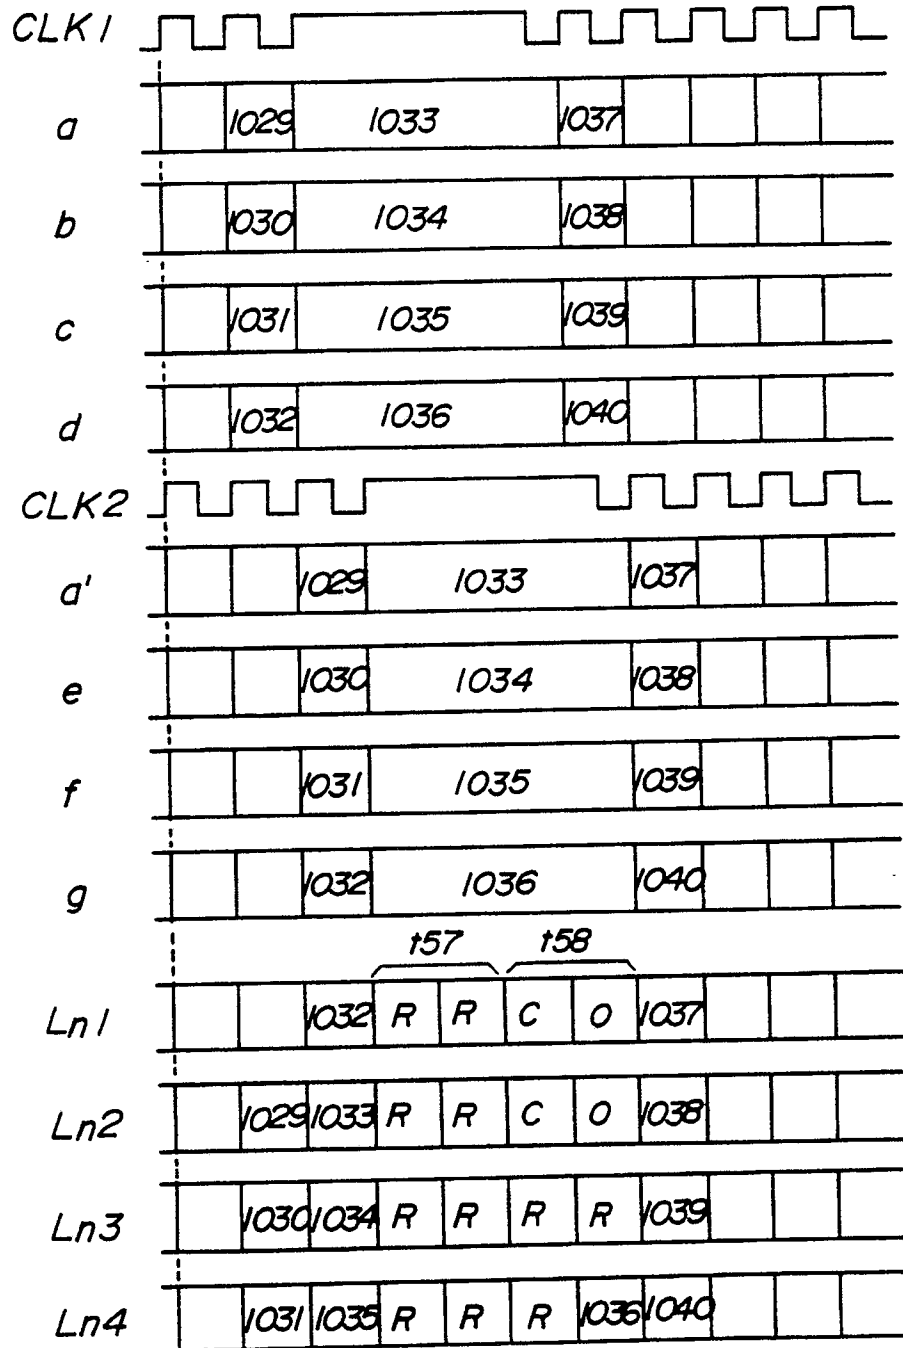 CLK1
a 1029 1033 1037
b 1030 1034 1038
c 1031 1035 1039
d 1032 1036 1040
CLK2
a' 1029 1033 1037
e 1030 1034 1038
f 1031 1035 1039
g 1032 1036 1040
t57 t58
Ln1 1032 R R C O 1037
Ln2 1029 1033 R R C O 1038
Ln3 1030 1034 R R R R 1039
Ln4 1031 1035 R R R 1036 1040